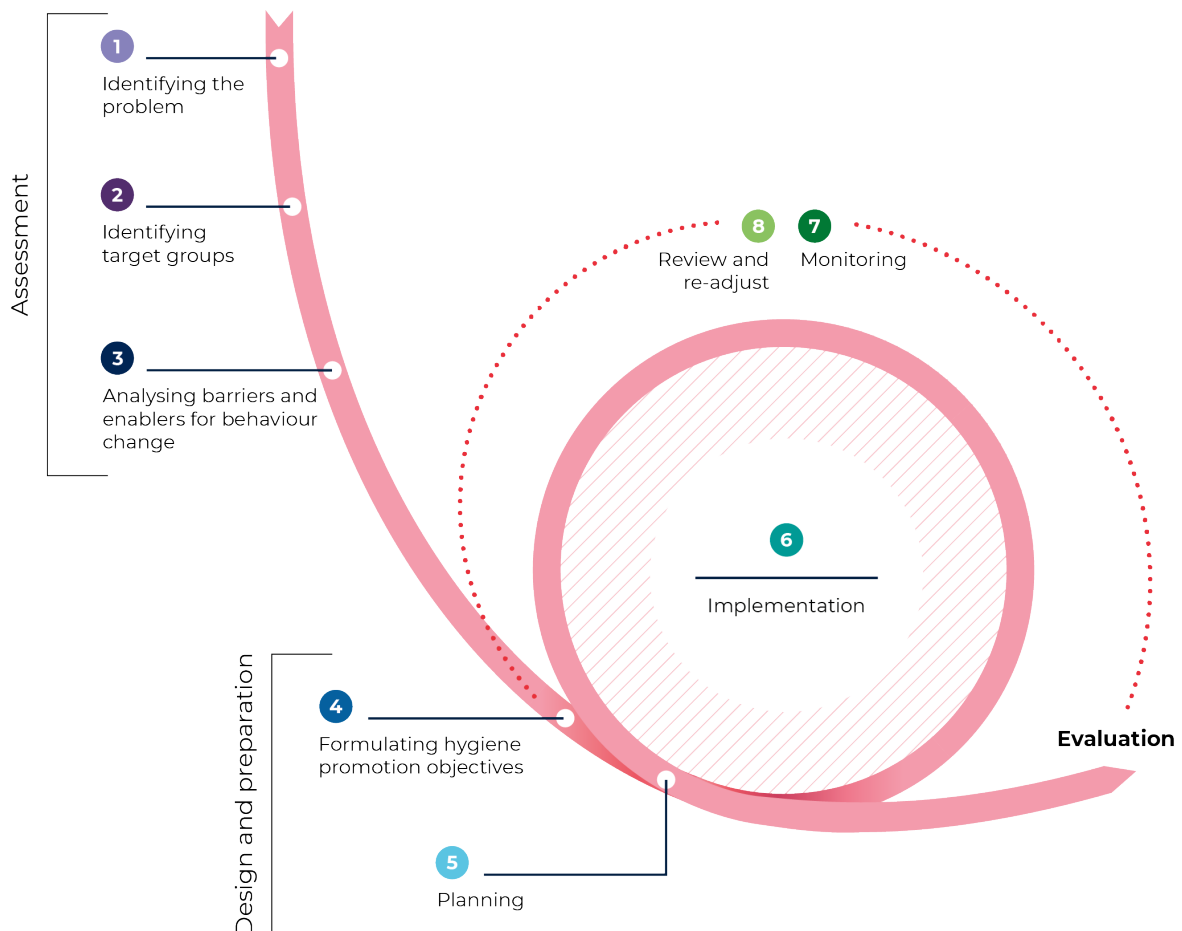 Assessment
1
Identifying the
problem
2
Identifying
target groups
3
Analysing barriers and
enablers for behaviour
change
8
Review and
re-adjust
7
Monitoring
6
Implementation
Design and preparation
4
Formulating hygiene
promotion objectives
5
Planning
Evaluation